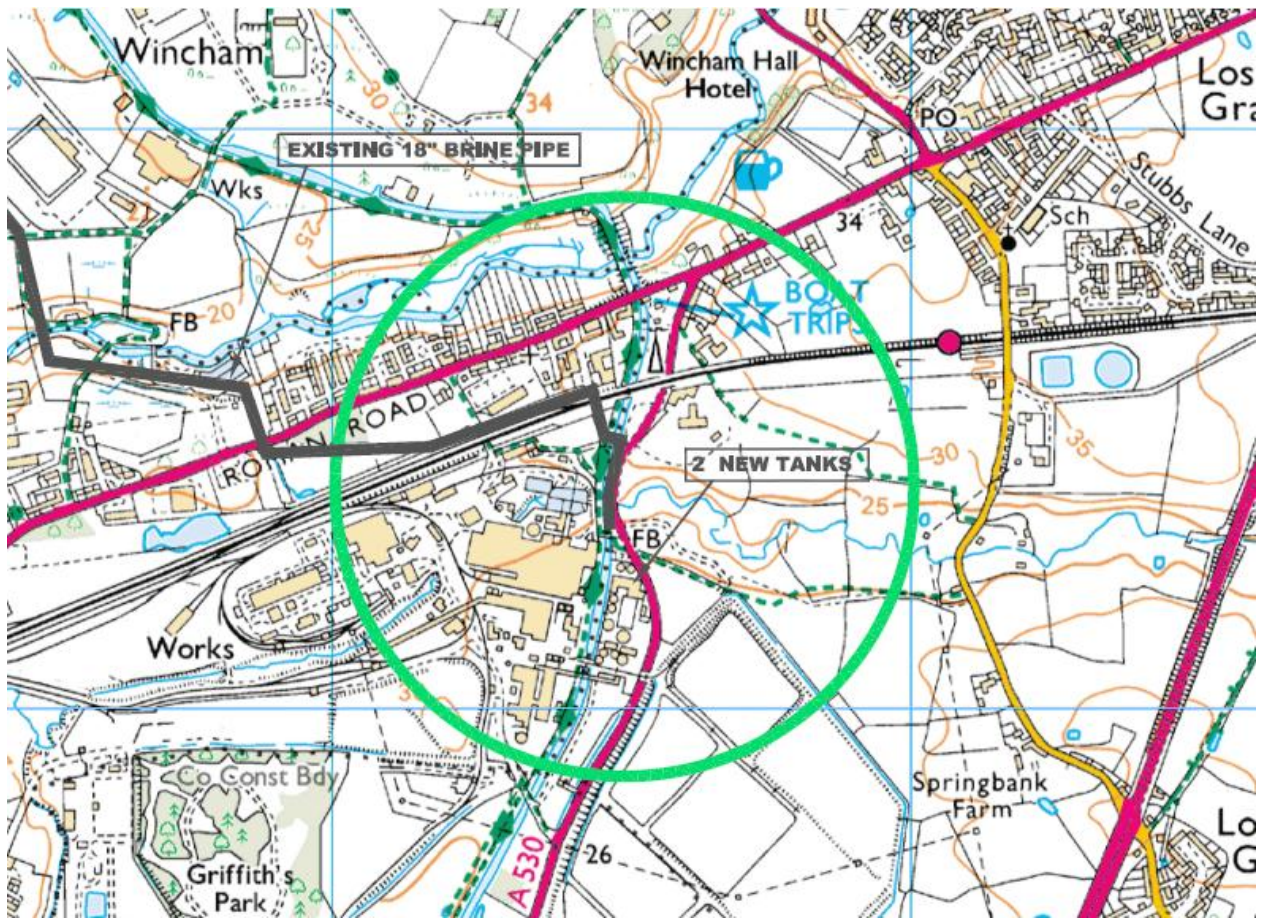 Wincham
Wincham Hall
Hotel
Los
Gra
30
34
PO
EXISTING 18" BRINE PIPE
Wks
25
Stubbs Lane
Sch
34
20
FB
BOAT
TRIPS
ROMAN ROAD
35
2 NEW TANKS
30
25
FB
Works
Co Const Bdy
Springbank
Farm
Griffith's
Park
A 530
26
Lo
G